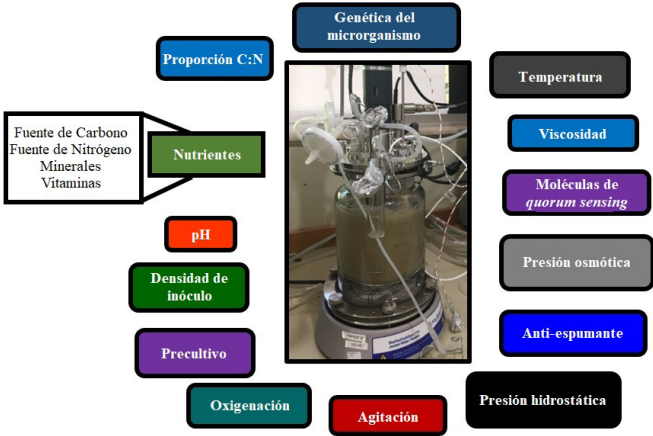 Genética del
microrganismo
Proporción C:N
Temperatura
Fuente de Carbono
Fuente de Nitrógeno
Minerales
Vitaminas
Nutrientes
Viscosidad
Moléculas de
quorum sensing
pH
Presión osmótica
Densidad de
inóculo
Anti-espumante
Precultivo
Presión hidrostática
Oxigenación
Agitación